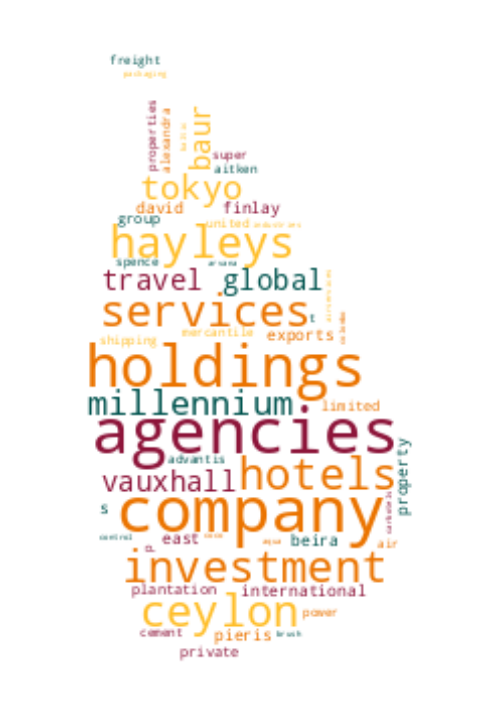 freight
packaging
properties
alexandra
baur
super
aitken
tokyo
david
finlay
group
united
hayleys
spence
travel
global
services
t
mercantile
exports
shipping
holdings
millennium
limited
agencies
advantis
property
vauxhall
hotels
s
company
control
east
aqua
beira
air
p
investment
plantation
international
ceylon
power
cement
pieris
brush
private